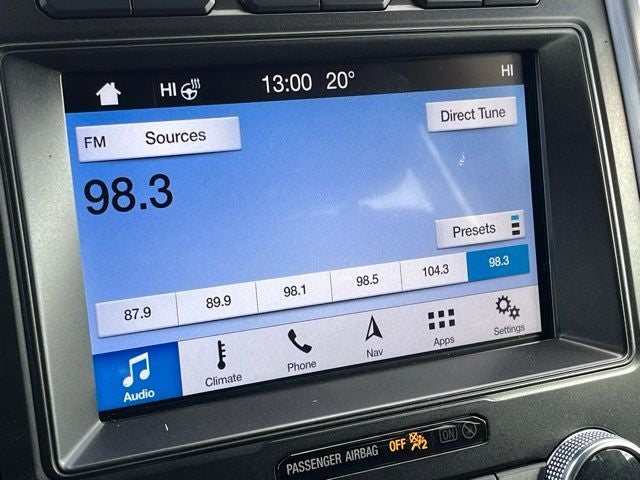 HI 13:00 20° HI
FM Sources Direct Tune
98.3
Presets
87.9 89.9 98.1 98.5 104.3 98.3
Audio Climate Phone Nav Apps Settings
PASSENGER AIRBAG OFF 2 ON